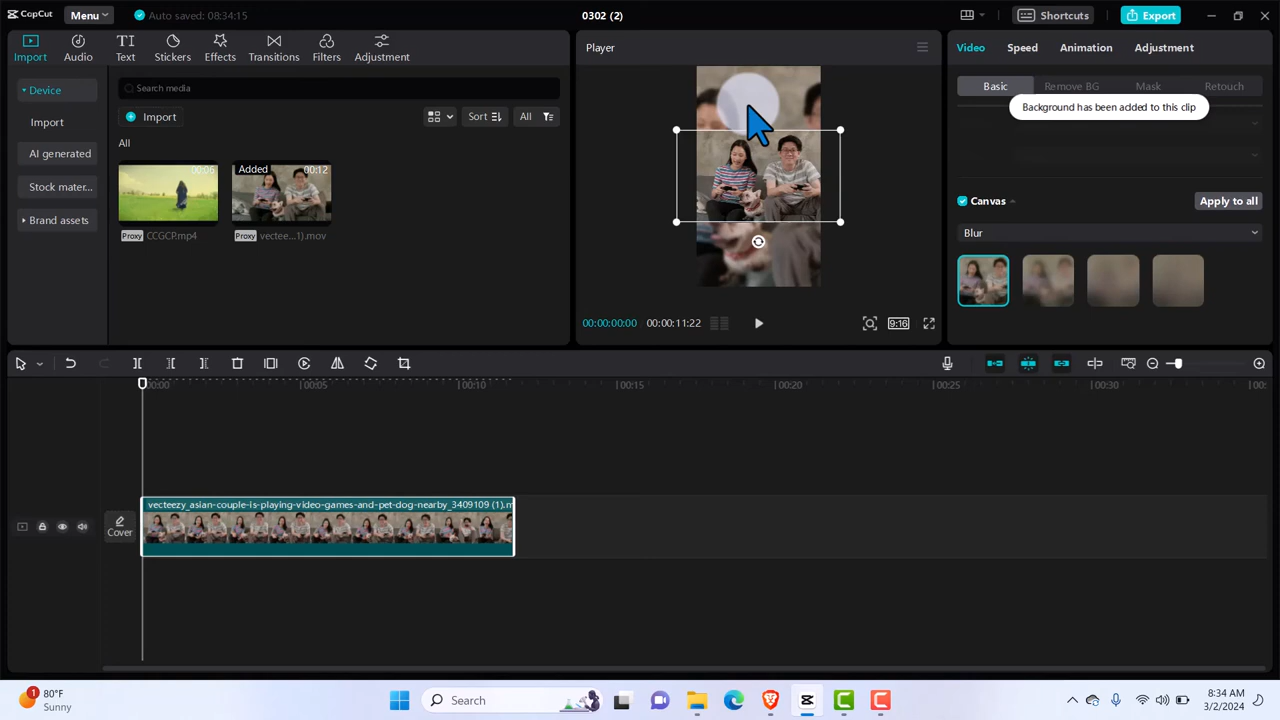 CapCut
Menu
Auto saved: 08:34:15
0302 (2)
Shortcuts
Export
Import
Audio
Text
Stickers
Effects
Transitions
Filters
Adjustment
Device
Import
AI generated
Stock mater...
Brand assets
Search media
Import
Sort
All
All
00:06
Added
00:12
Proxy CCGCP.mp4
Proxy vectee...1).mov
Player
00:00:00:00
00:00:11:22
9:16
Video
Speed
Animation
Adjustment
Basic
Remove BG
Mask
Retouch
Background has been added to this clip
Canvas
Apply to all
Blur
00:00
00:05
00:10
00:15
00:20
00:25
00:30
00:
Cover
vecteezy_asian-couple-is-playing-video-games-and-pet-dog-nearby_3409109 (1).m
1
80°F
Sunny
Search
8:34 AM
3/2/2024